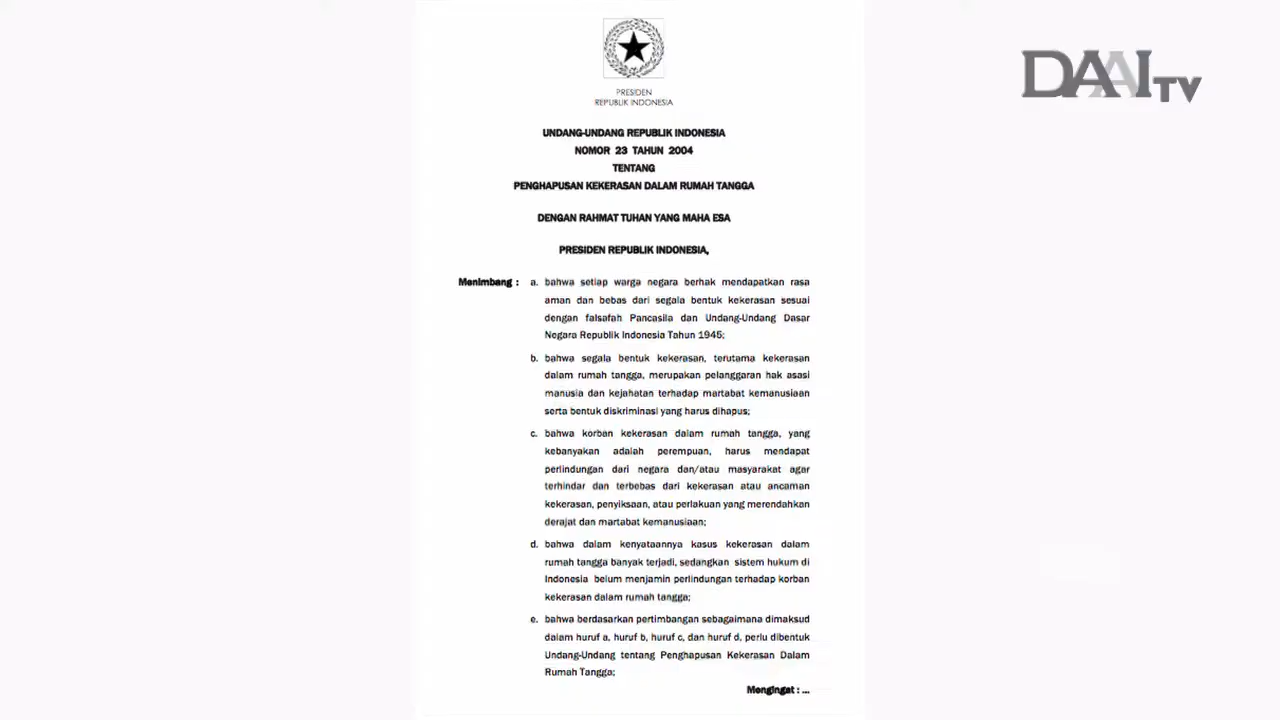 DAAI TV
PRESIDEN
REPUBLIK INDONESIA
UNDANG-UNDANG REPUBLIK INDONESIA
NOMOR 23 TAHUN 2004
TENTANG
PENGHAPUSAN KEKERASAN DALAM RUMAH TANGGA
DENGAN RAHMAT TUHAN YANG MAHA ESA
PRESIDEN REPUBLIK INDONESIA,
Menimbang : a. bahwa setiap warga negara berhak mendapatkan rasa
aman dan bebas dari segala bentuk kekerasan sesuai
dengan falsafah Pancasila dan Undang-Undang Dasar
Negara Republik Indonesia Tahun 1945;
b. bahwa segala bentuk kekerasan, terutama kekerasan
dalam rumah tangga, merupakan pelanggaran hak asasi
manusia dan kejahatan terhadap martabat kemanusiaan
serta bentuk diskriminasi yang harus dihapus;
c. bahwa korban kekerasan dalam rumah tangga, yang
kebanyakan adalah perempuan, harus mendapat
perlindungan dari negara dan/atau masyarakat agar
terhindar dan terbebas dari kekerasan atau ancaman
kekerasan, penyiksaan, atau perlakuan yang merendahkan
derajat dan martabat kemanusiaan;
d. bahwa dalam kenyataannya kasus kekerasan dalam
rumah tangga banyak terjadi, sedangkan sistem hukum di
Indonesia belum menjamin perlindungan terhadap korban
kekerasan dalam rumah tangga;
e. bahwa berdasarkan pertimbangan sebagaimana dimaksud
dalam huruf a, huruf b, huruf c, dan huruf d, perlu dibentuk
Undang-Undang tentang Penghapusan Kekerasan Dalam
Rumah Tangga;
Mengingat : ...